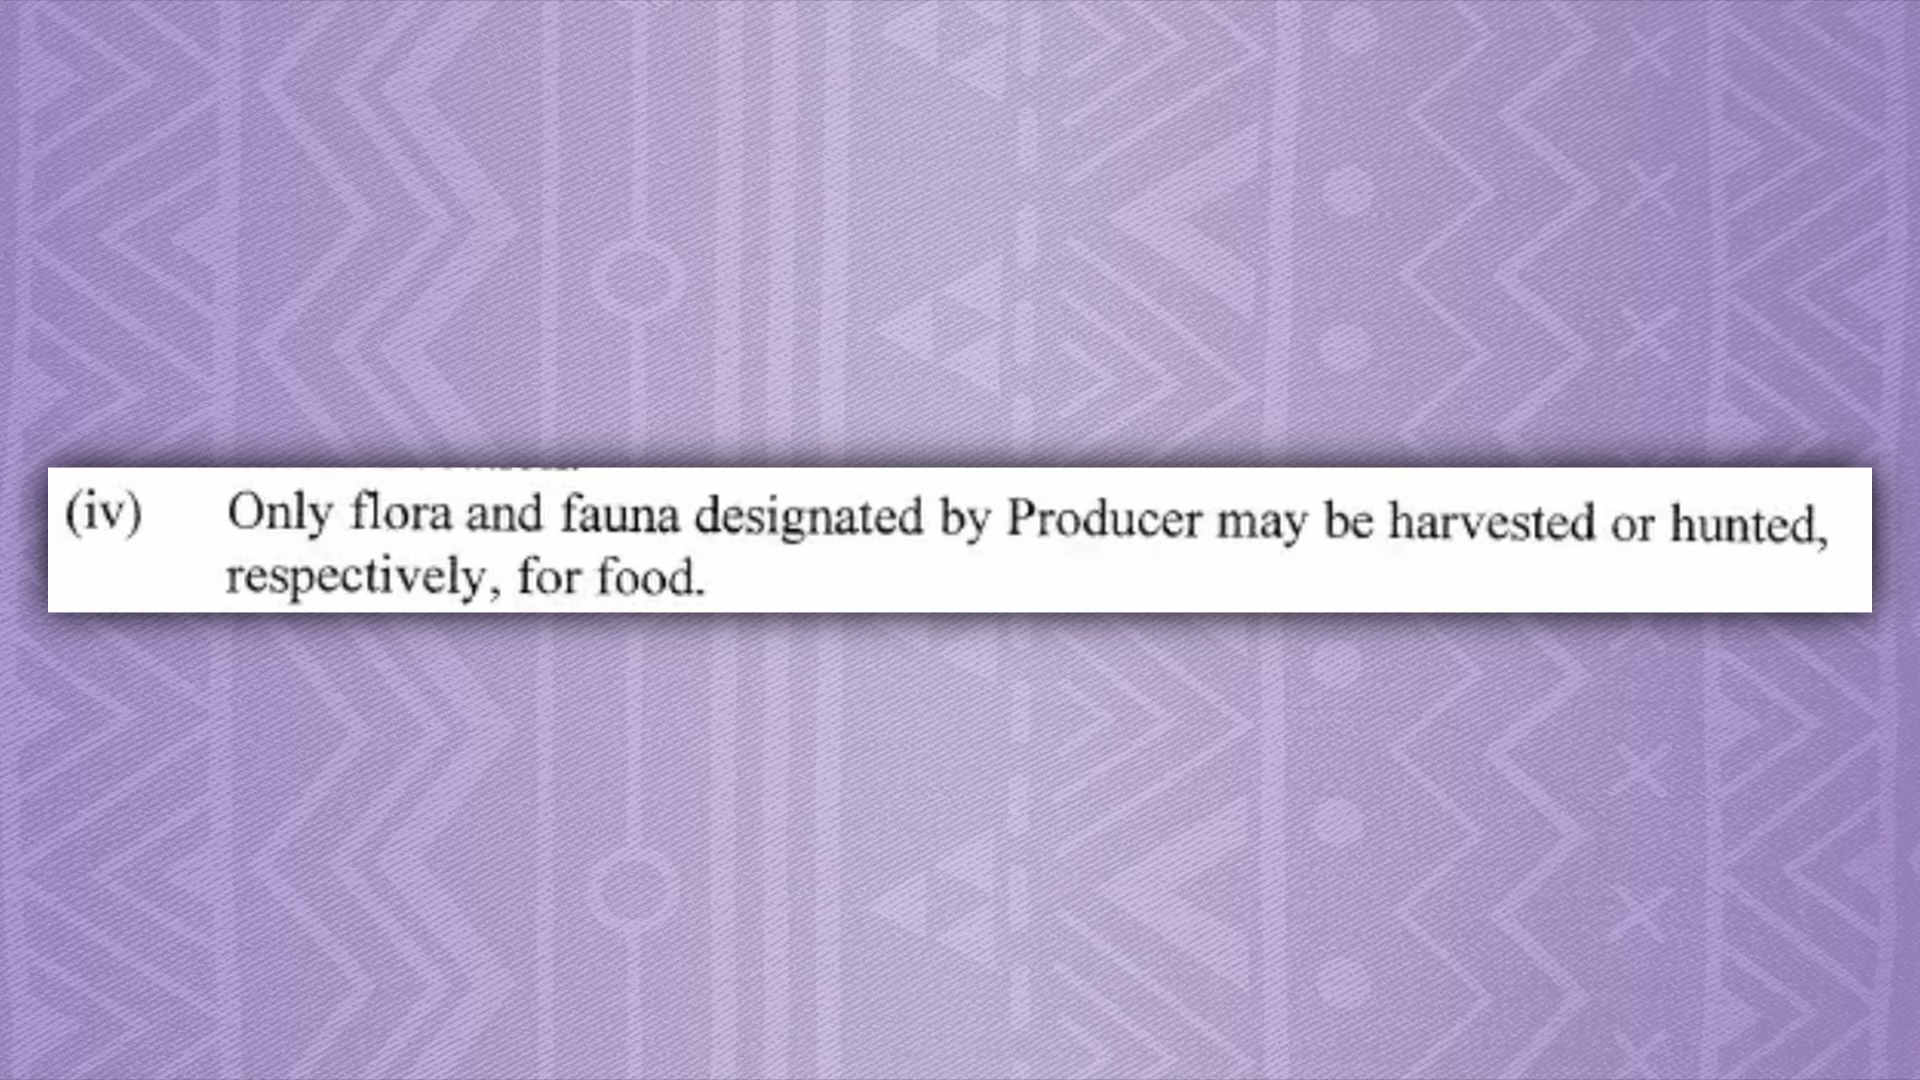 (iv) Only flora and fauna designated by Producer may be harvested or hunted,
respectively, for food.